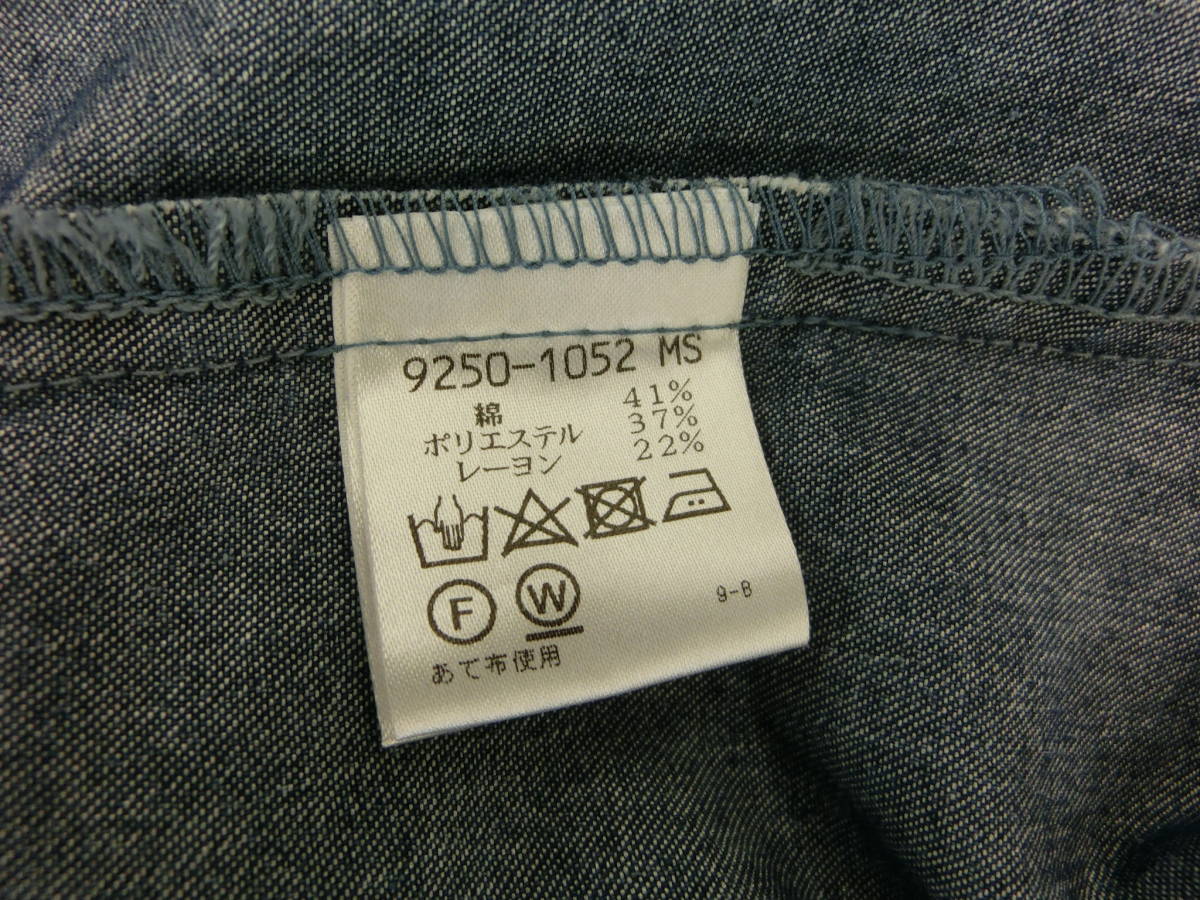 9250-1052 MS
綿 41%
ポリエステル 37%
レーヨン 22%
F W
9-B
あて布使用